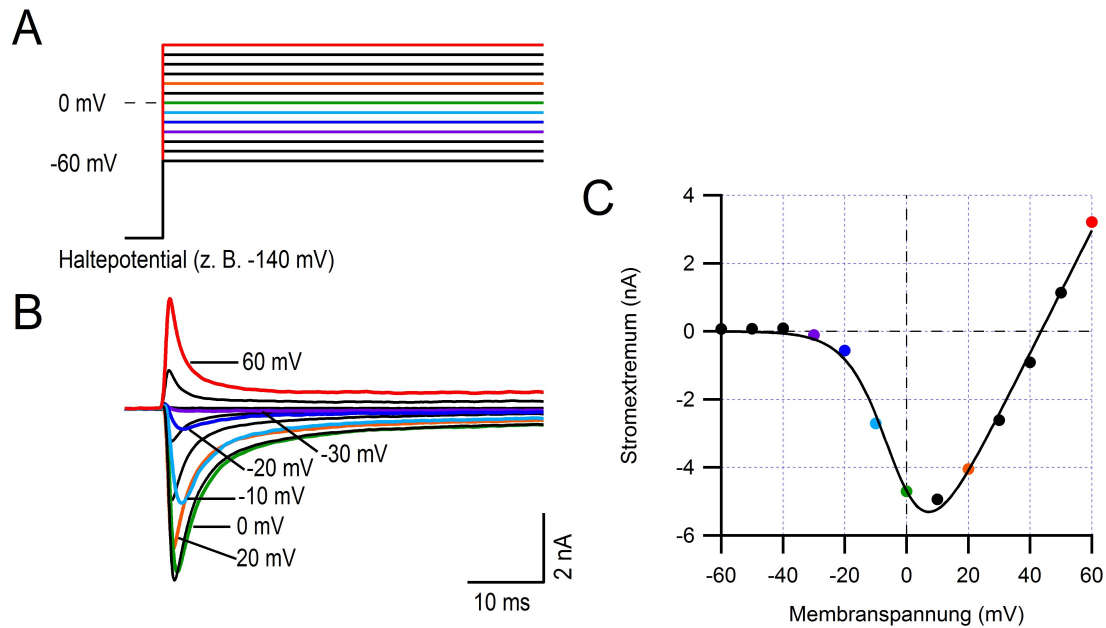 A
0 mV
-60 mV
Haltepotential (z. B. -140 mV)
B
60 mV
-30 mV
-20 mV
-10 mV
0 mV
20 mV
2 nA
10 ms
C
4
2
0
-2
-4
-6
Stromextremum (nA)
-60 -40 -20 0 20 40 60
Membranspannung (mV)